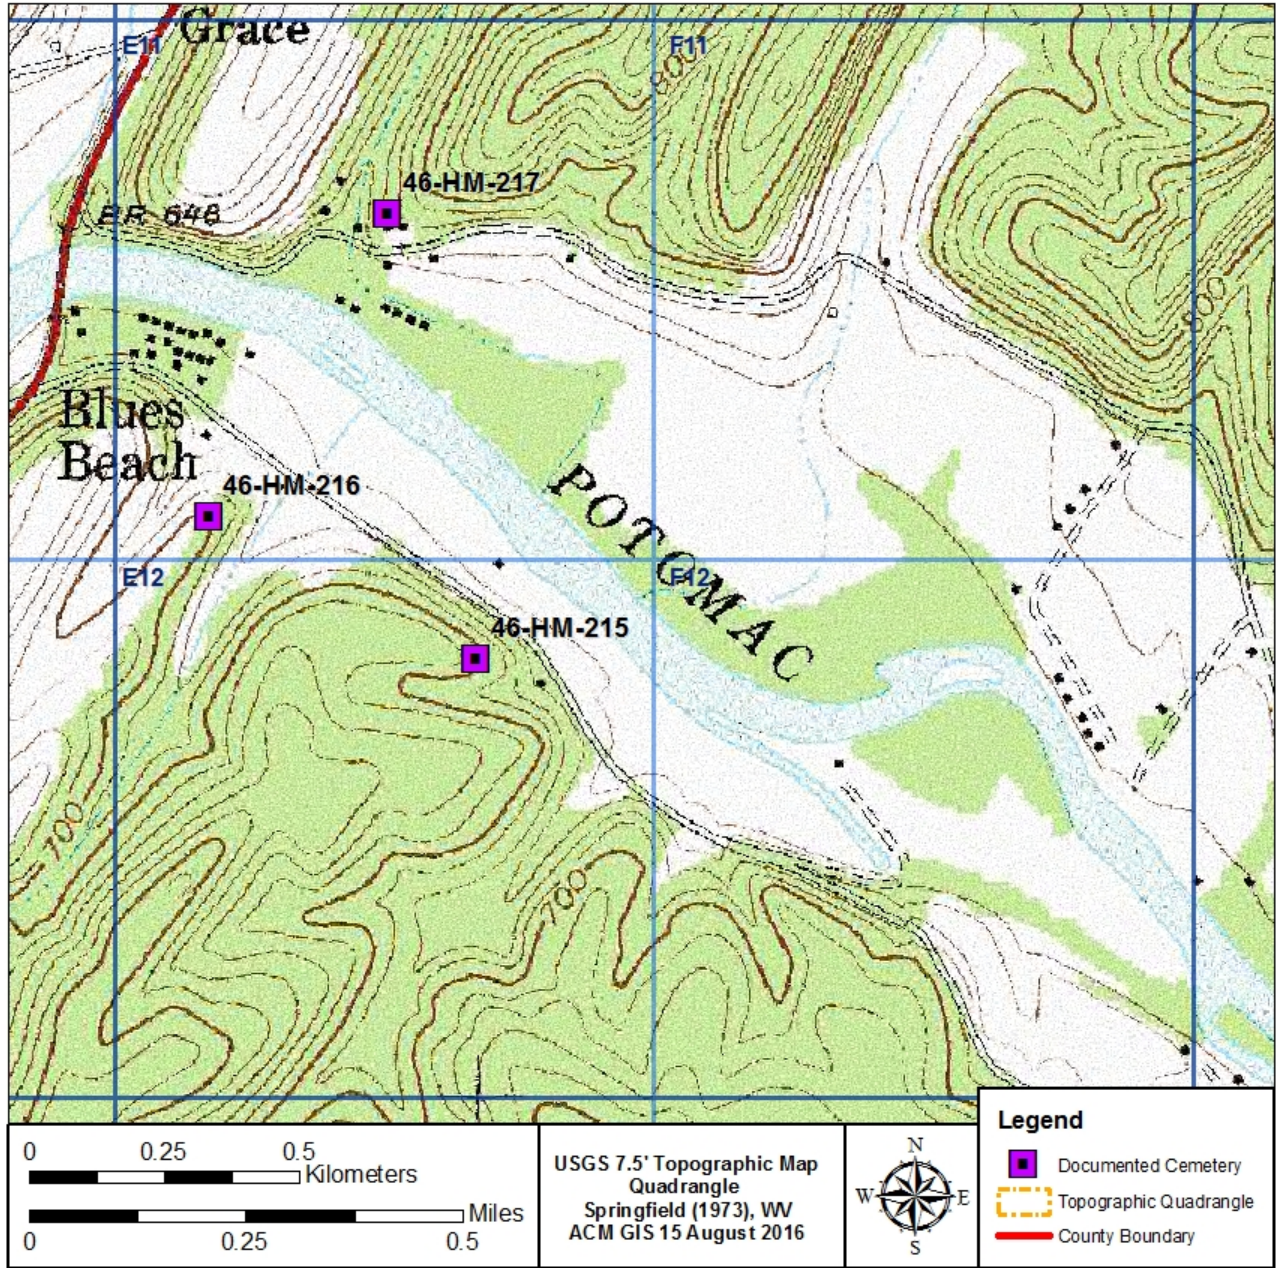 Grace
E11
F11
800
46-HM-217
BR 648
800
Blues
Beach
46-HM-216
POTOMAC
E12
F12
46-HM-215
700
700
0 0.25 0.5
Kilometers
Miles
0 0.25 0.5
USGS 7.5' Topographic Map
Quadrangle
Springfield (1973), WV
ACM GIS 15 August 2016
N
W E
S
Legend
Documented Cemetery
Topographic Quadrangle
County Boundary